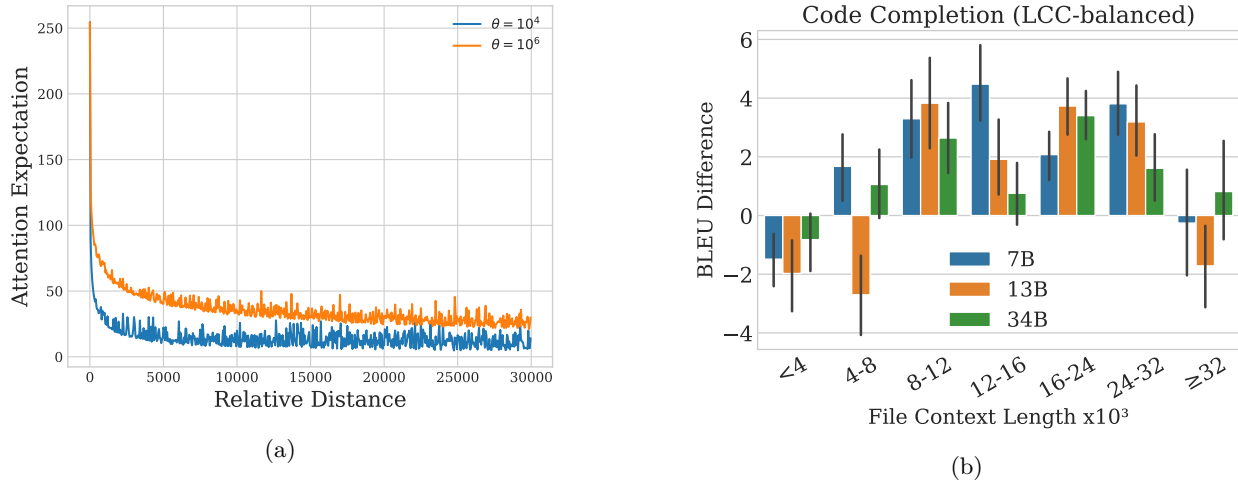 250
200
150
100
50
0
Attention Expectation
θ = 10⁴
θ = 10⁶
0 5000 10000 15000 20000 25000 30000
Relative Distance
(a)
Code Completion (LCC-balanced)
6
4
2
0
−2
−4
BLEU Difference
7B
13B
34B
<4 4-8 8-12 12-16 16-24 24-32 ≥32
File Context Length x10³
(b)